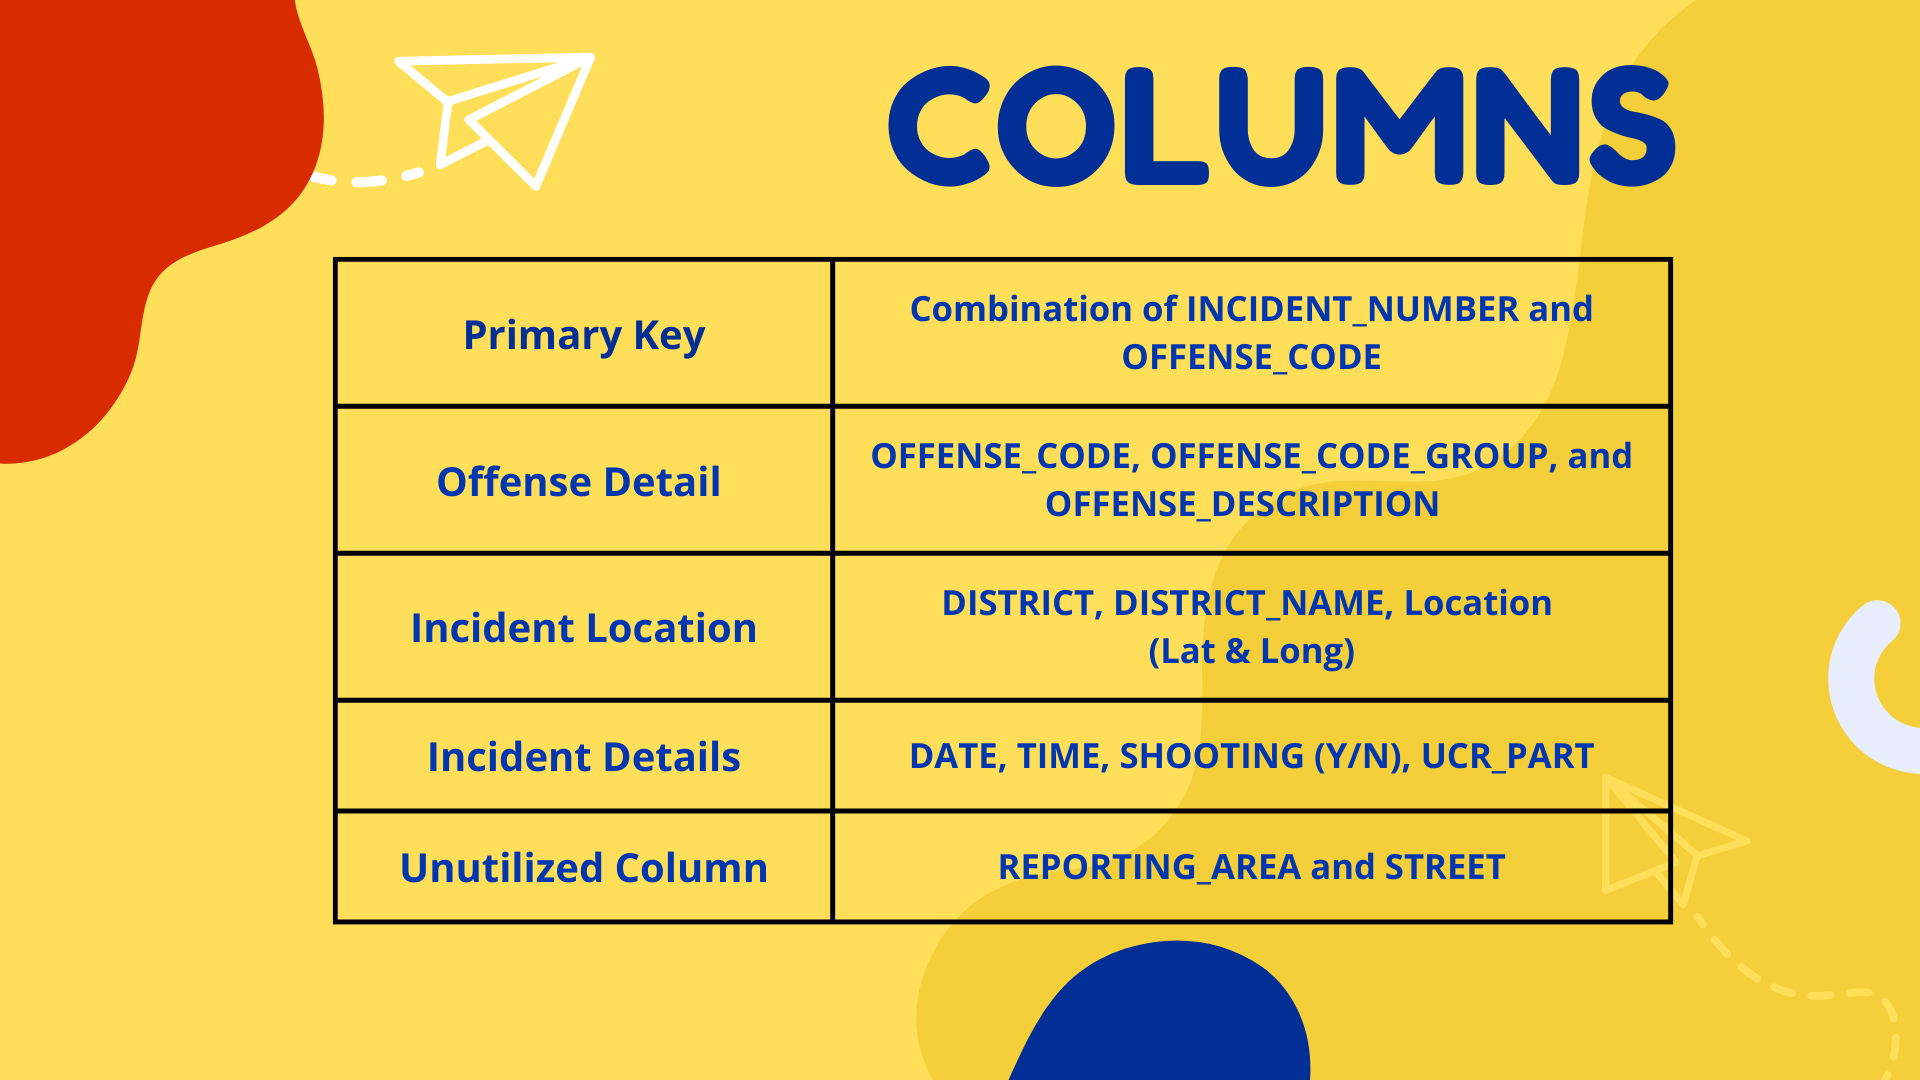 COLUMNS
Primary Key
Combination of INCIDENT_NUMBER and
OFFENSE_CODE
Offense Detail
OFFENSE_CODE, OFFENSE_CODE_GROUP, and
OFFENSE_DESCRIPTION
Incident Location
DISTRICT, DISTRICT_NAME, Location
(Lat & Long)
Incident Details
DATE, TIME, SHOOTING (Y/N), UCR_PART
Unutilized Column
REPORTING_AREA and STREET